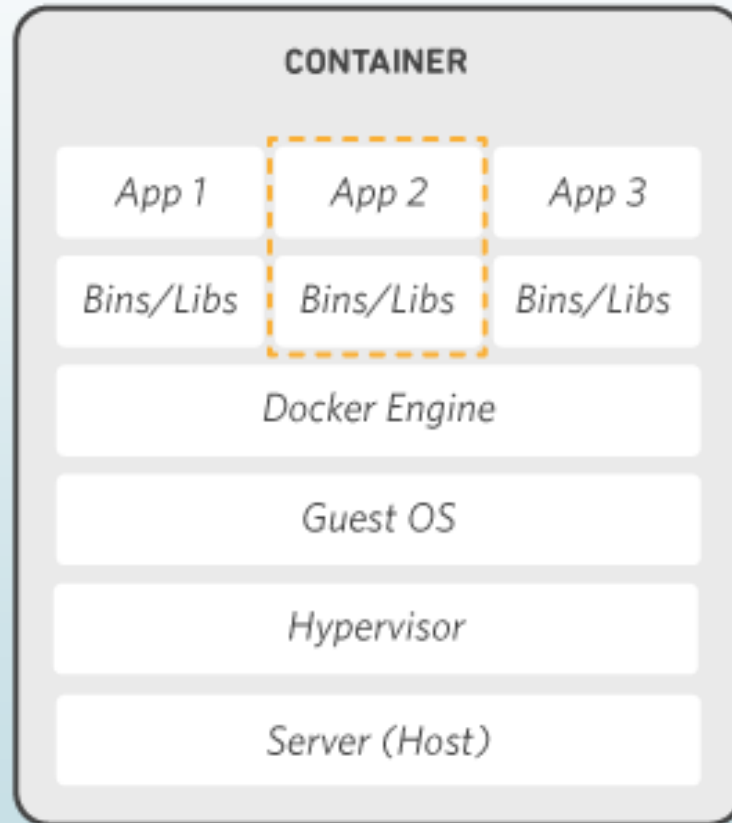 CONTAINER
App 1 App 2 App 3
Bins/Libs Bins/Libs Bins/Libs
Docker Engine
Guest OS
Hypervisor
Server (Host)